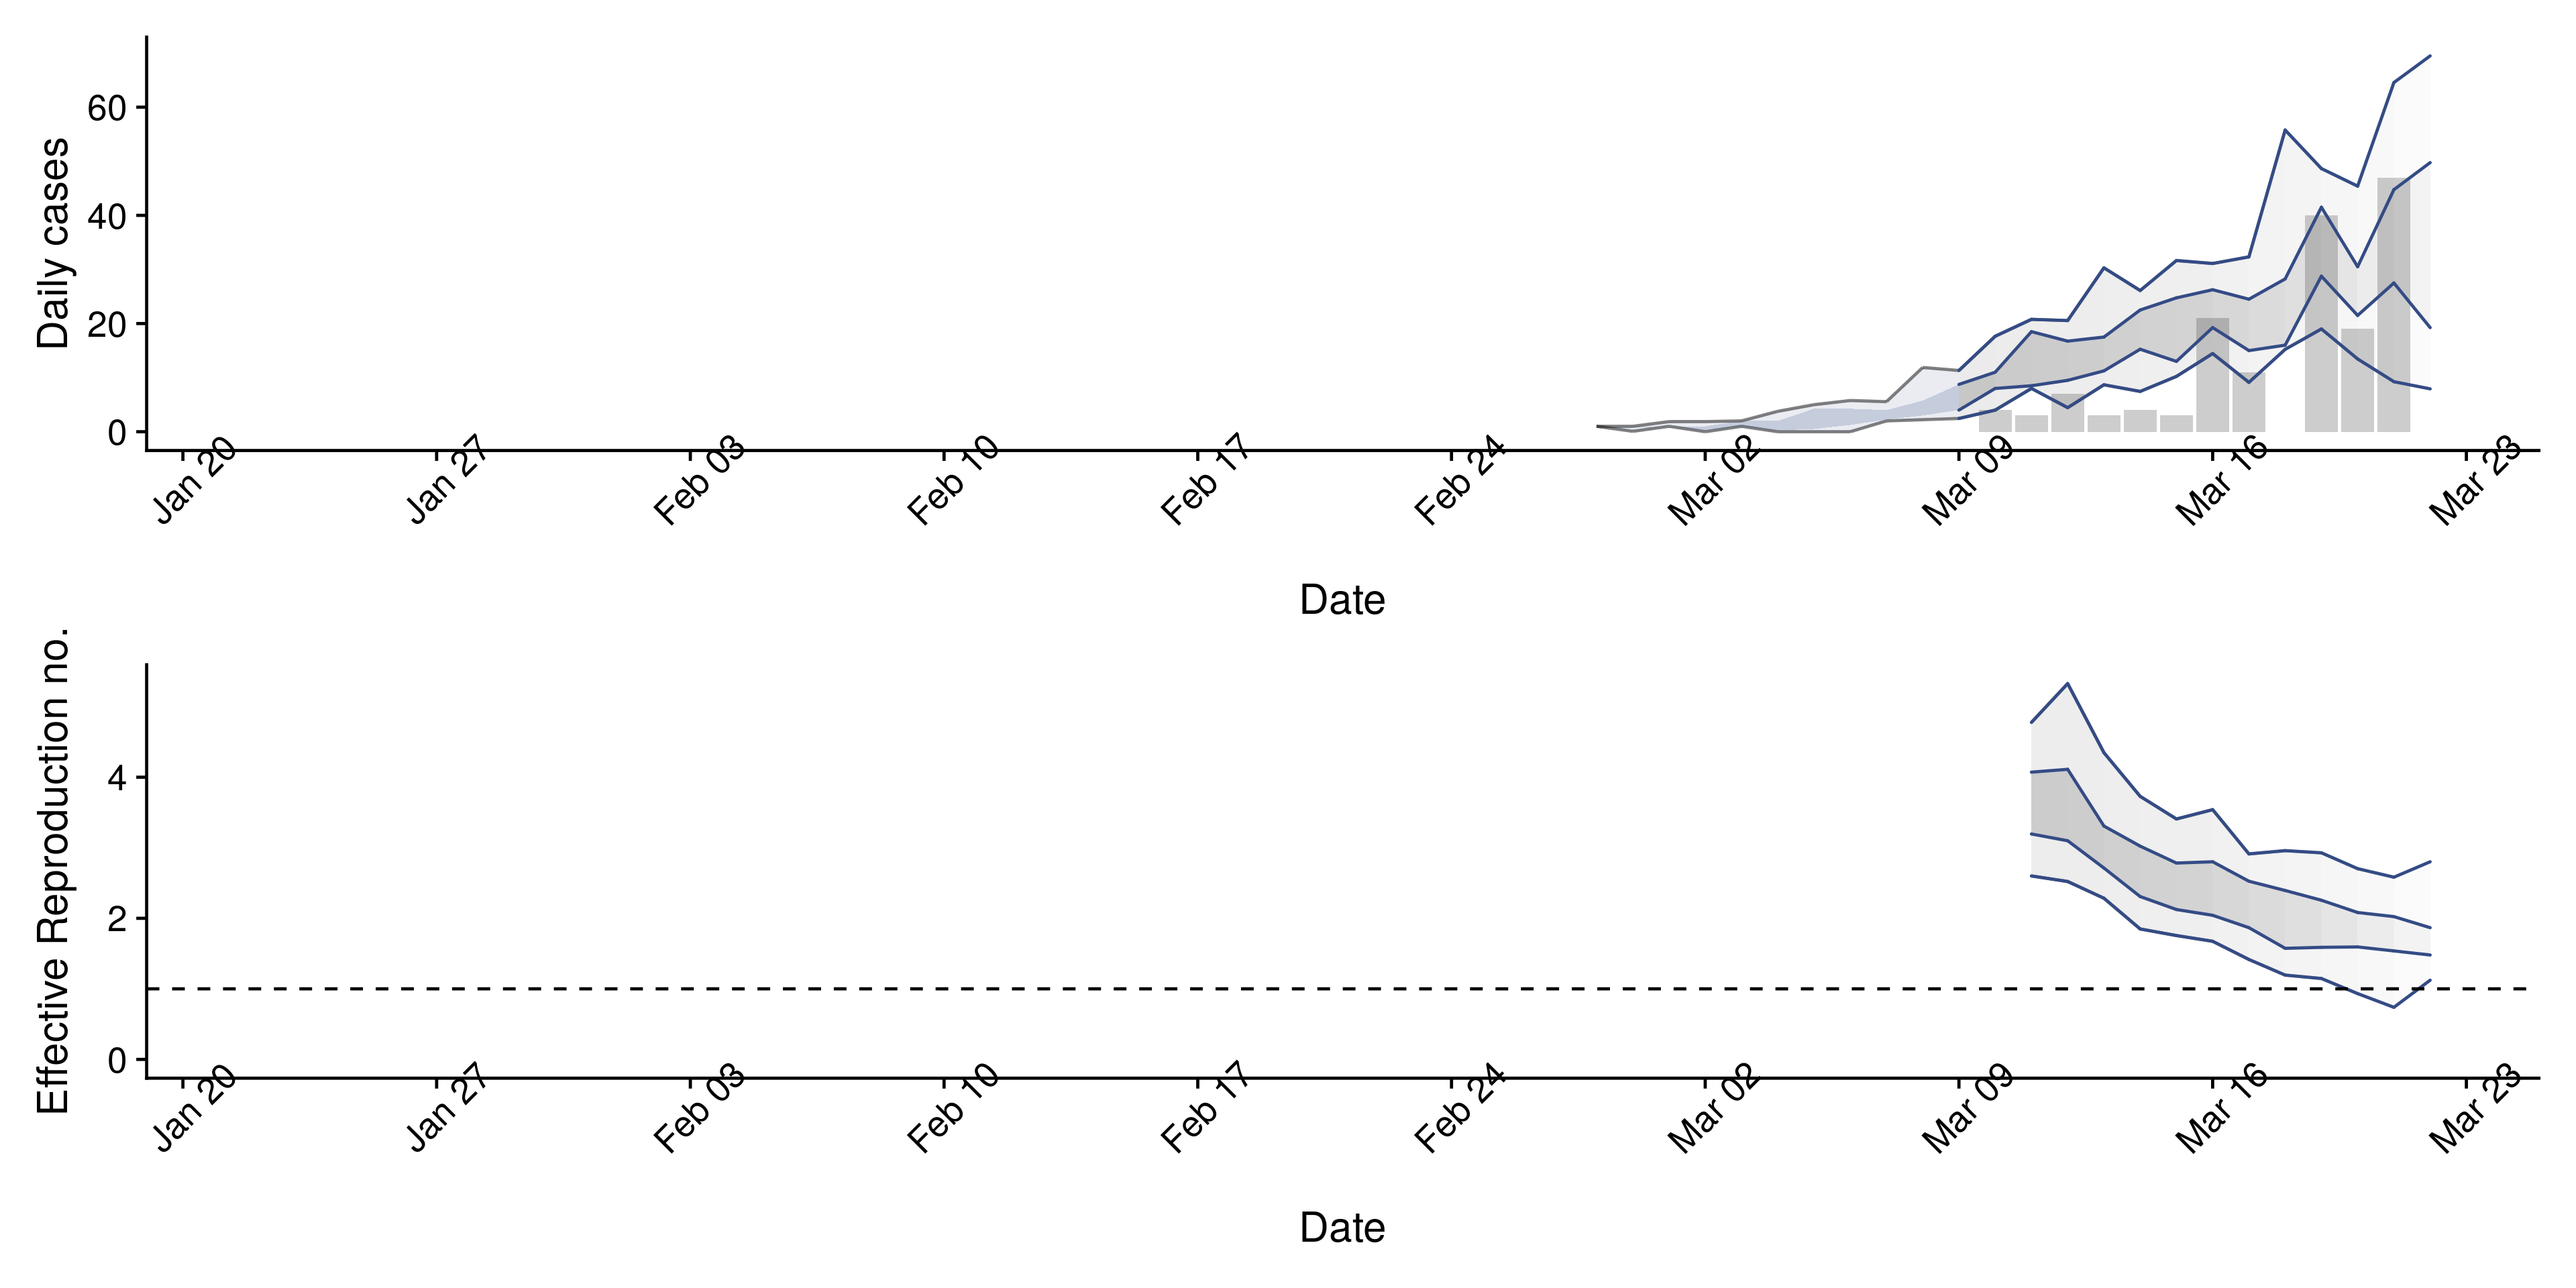 Daily cases
60
40
20
0
Jan 20
Jan 27
Feb 03
Feb 10
Feb 17
Feb 24
Mar 02
Mar 09
Mar 16
Mar 23
Date
Effective Reproduction no.
4
2
0
Jan 20
Jan 27
Feb 03
Feb 10
Feb 17
Feb 24
Mar 02
Mar 09
Mar 16
Mar 23
Date